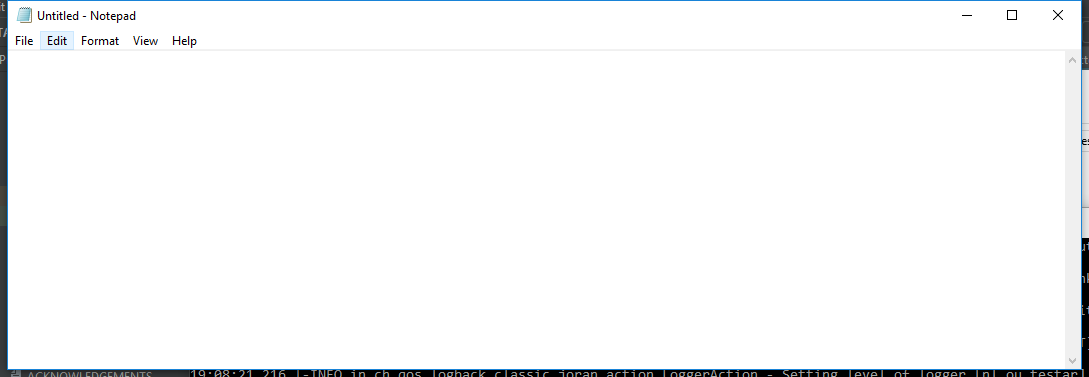 Untitled - Notepad
File Edit Format View Help
ACKNOWLEDGEMENTS 19:08:21,216 |-INFO in ch.qos.logback.classic.joran.action.LoggerAction - Setting level of logger [nl.ou.testar